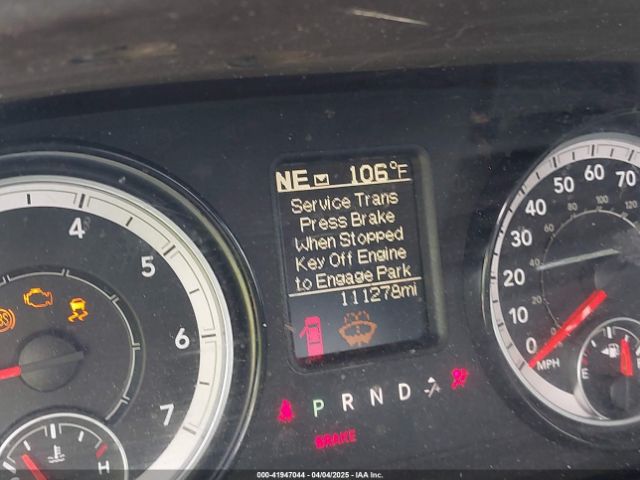 NE 106°F
Service Trans
Press Brake
When Stopped
Key Off Engine
to Engage Park
111278mi
4
5
6
7
H
P R N D
BRAKE
0
10
20
30
40
50
60
70
MPH
E
000-41947044 - 04/04/2025 - IAA Inc.